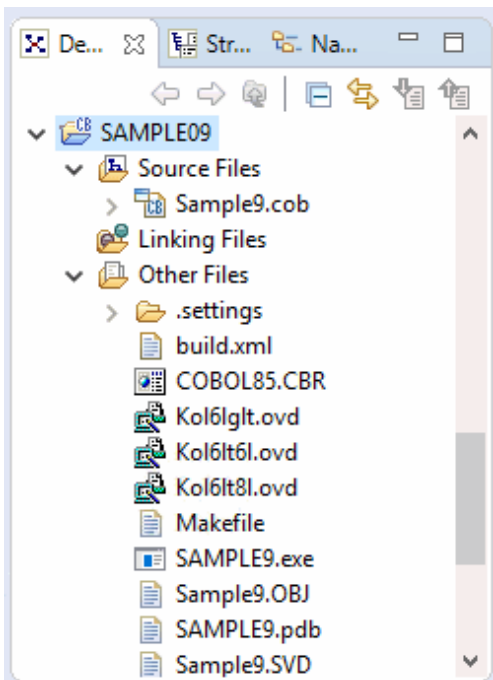 De... Str... Na...
SAMPLE09
Source Files
Sample9.cob
Linking Files
Other Files
.settings
build.xml
COBOL85.CBR
Kol6lglt.ovd
Kol6lt6l.ovd
Kol6lt8l.ovd
Makefile
SAMPLE9.exe
Sample9.OBJ
SAMPLE9.pdb
Sample9.SVD